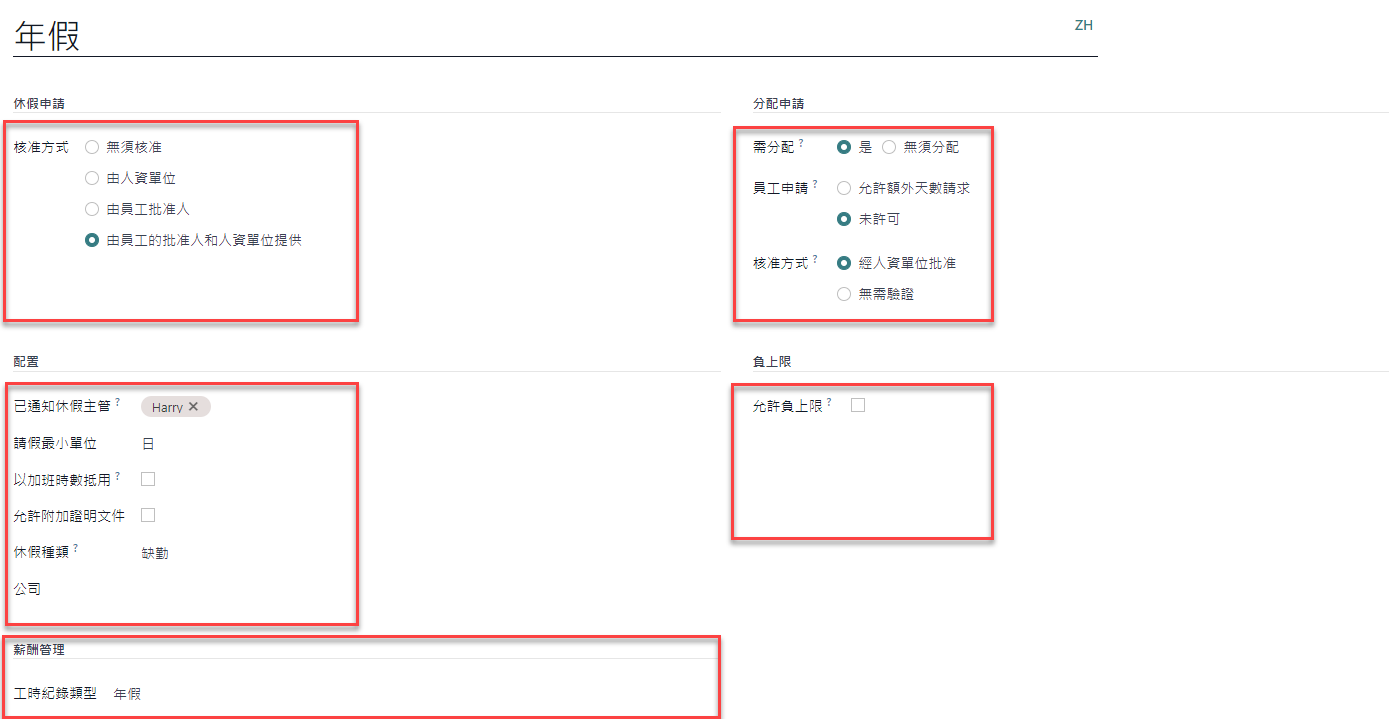 年假
ZH
休假申請
核准方式 無須核准
由人資單位
由員工批准人
由員工的批准人和人資單位提供
分配申請
需分配 ? 是 無須分配
員工申請 ? 允許額外天數請求
未許可
核准方式 ? 經人資單位批准
無需驗證
配置
已通知休假主管 ? Harry ✕
請假最小單位 日
以加班時數抵用 ?
允許附加證明文件
休假種類 ? 缺勤
公司
負上限
允許負上限 ?
薪酬管理
工時紀錄類型 年假